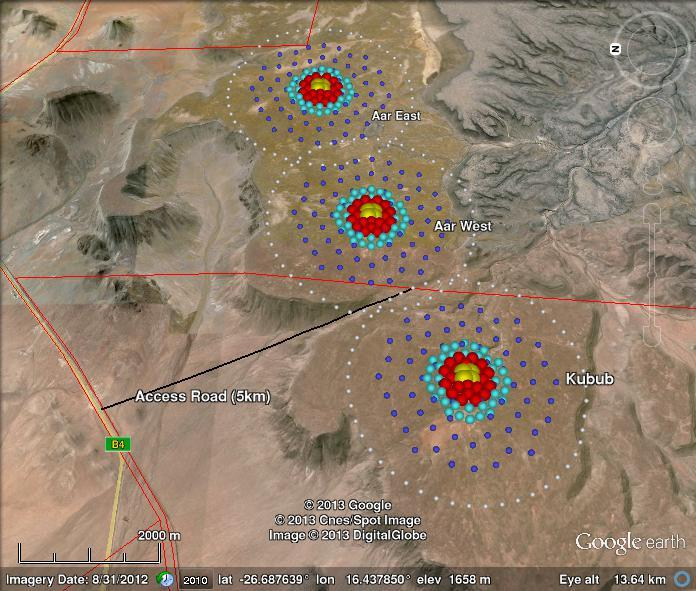 N
Aar East
Aar West
Kubub
Access Road (5km)
B4
© 2013 Google
© 2013 Cnes/Spot Image
Image © 2013 DigitalGlobe
2000 m
Google earth
Imagery Date: 8/31/2012 2010 lat -26.687639° lon 16.437850° elev 1658 m Eye alt 13.64 km